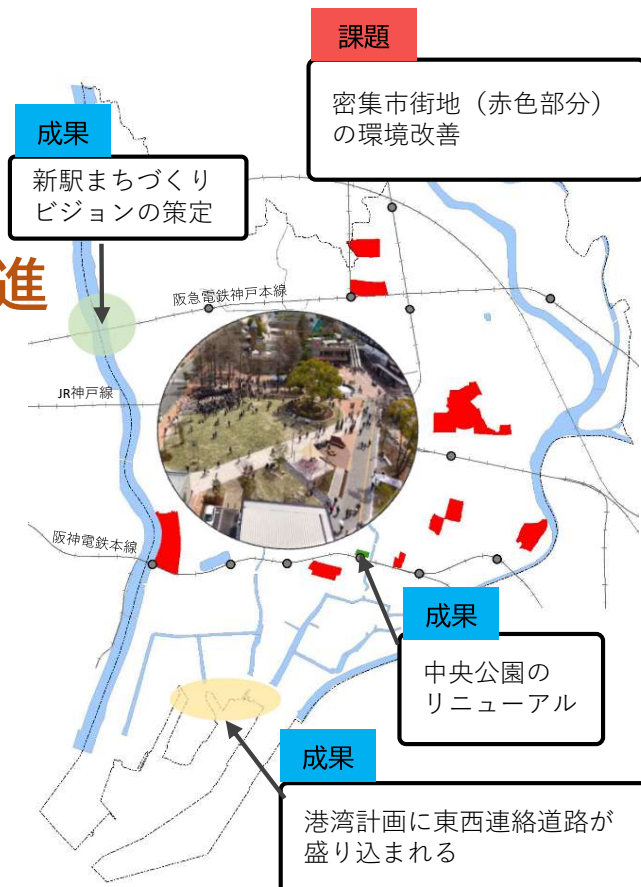 課題
密集市街地（赤色部分）
の環境改善
成果
新駅まちづくり
ビジョンの策定
進
阪急電鉄神戸本線
JR神戸線
阪神電鉄本線
成果
中央公園の
リニューアル
成果
港湾計画に東西連絡道路が
盛り込まれる